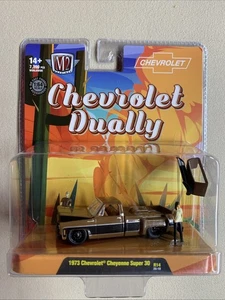 14+
M2
CHEVROLET
Chevrolet
Dually
1973 Chevrolet® Cheyenne Super 30